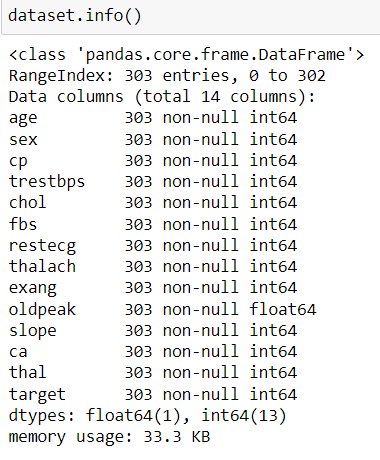 dataset.info()
<class 'pandas.core.frame.DataFrame'>
RangeIndex: 303 entries, 0 to 302
Data columns (total 14 columns):
age         303 non-null int64
sex         303 non-null int64
cp          303 non-null int64
trestbps    303 non-null int64
chol        303 non-null int64
fbs         303 non-null int64
restecg     303 non-null int64
thalach     303 non-null int64
exang       303 non-null int64
oldpeak     303 non-null float64
slope       303 non-null int64
ca          303 non-null int64
thal        303 non-null int64
target      303 non-null int64
dtypes: float64(1), int64(13)
memory usage: 33.3 KB